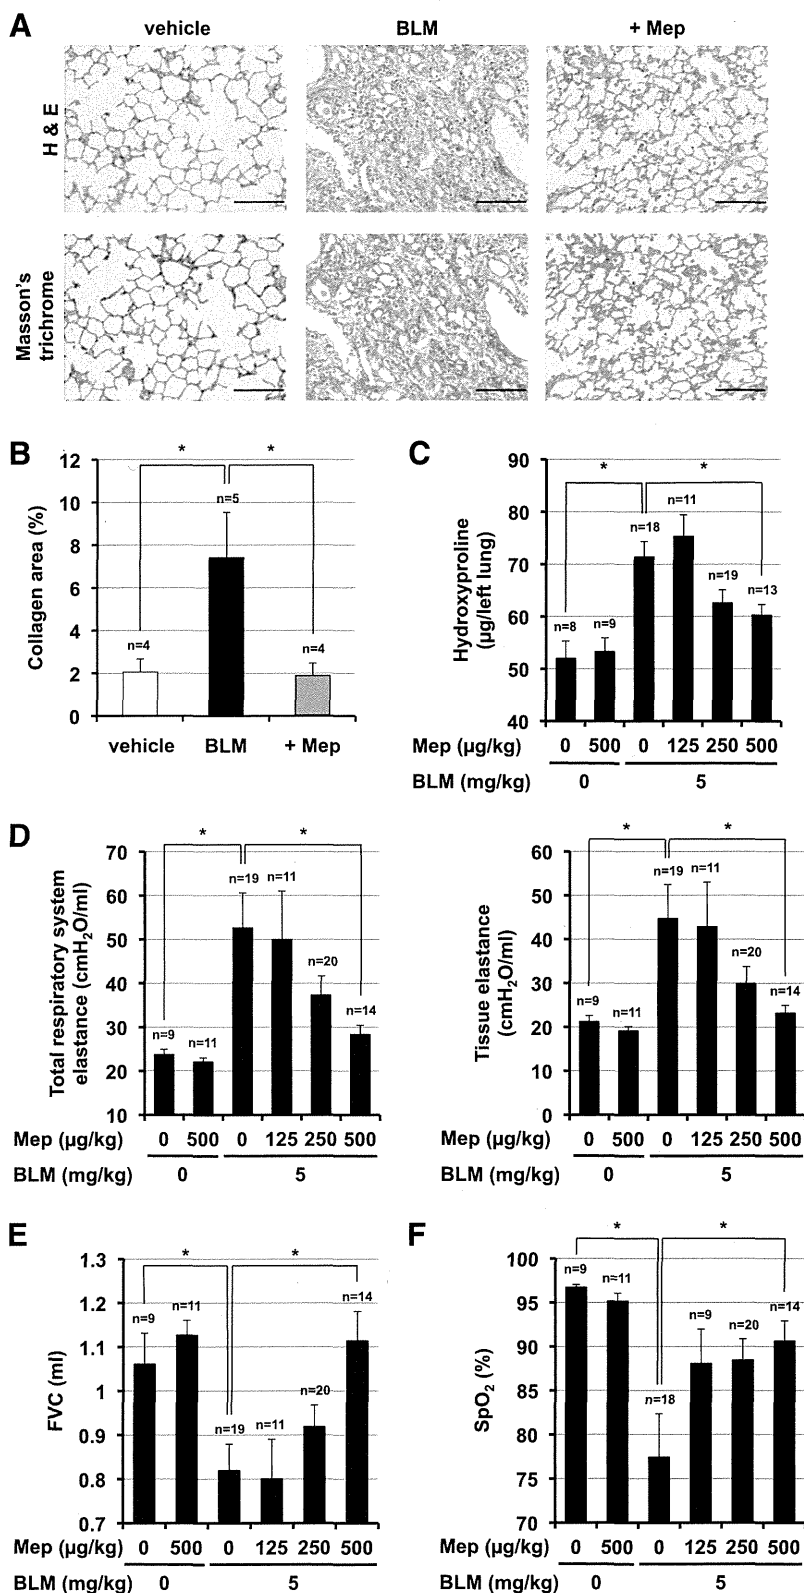 A
vehicle
BLM
+ Mep
H & E
Masson's
trichrome
B
Collagen area (%)
12
10
8
6
4
2
0
*
*
n=4
n=5
n=4
vehicle
BLM
+ Mep
C
Hydroxyproline
(µg/left lung)
90
80
70
60
50
40
*
*
n=8
n=9
n=18
n=11
n=19
n=13
Mep (µg/kg) 0 500 0 125 250 500
BLM (mg/kg) 0 5
D
Total respiratory system
elastance (cmH₂O/ml)
70
60
50
40
30
20
10
*
*
n=9
n=11
n=19
n=11
n=20
n=14
Mep (µg/kg) 0 500 0 125 250 500
BLM (mg/kg) 0 5
Tissue elastance
(cmH₂O/ml)
60
50
40
30
20
10
0
*
*
n=9
n=11
n=19
n=11
n=20
n=14
Mep (µg/kg) 0 500 0 125 250 500
BLM (mg/kg) 0 5
E
FVC (ml)
1.3
1.2
1.1
1
0.9
0.8
0.7
*
*
n=9
n=11
n=19
n=11
n=20
n=14
Mep (µg/kg) 0 500 0 125 250 500
BLM (mg/kg) 0 5
F
SpO₂ (%)
100
95
90
85
80
75
70
*
*
n=9
n=11
n=18
n=9
n=20
n=14
Mep (µg/kg) 0 500 0 125 250 500
BLM (mg/kg) 0 5